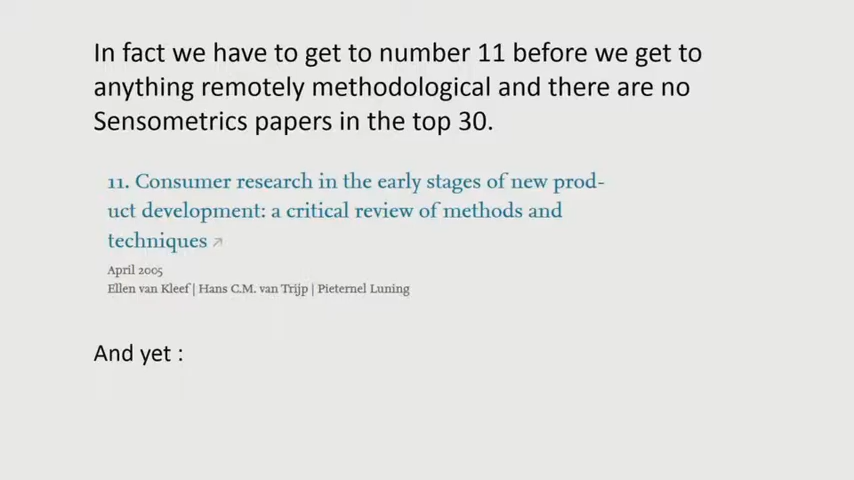 In fact we have to get to number 11 before we get to
anything remotely methodological and there are no
Sensometrics papers in the top 30.
11. Consumer research in the early stages of new prod-
uct development: a critical review of methods and
techniques ↗
April 2005
Ellen van Kleef | Hans C.M. van Trijp | Pieternel Luning
And yet :